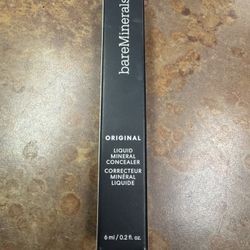 bareMinerals
ORIGINAL
LIQUID
MINERAL
CONCEALER
CORRECTEUR
MINÉRAL
LIQUIDE
6 ml / 0.2 fl. oz.